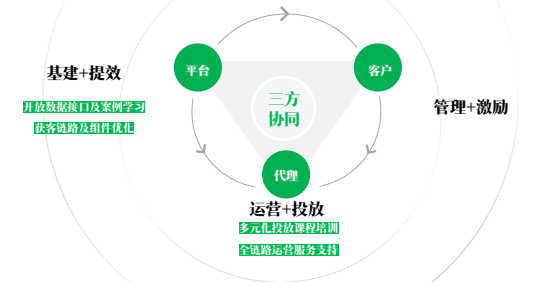 基建+提效
开放数据接口及案例学习
获客链路及组件优化
平台
客户
三方
协同
管理+激励
代理
运营+投放
多元化投放课程培训
全链路运营服务支持